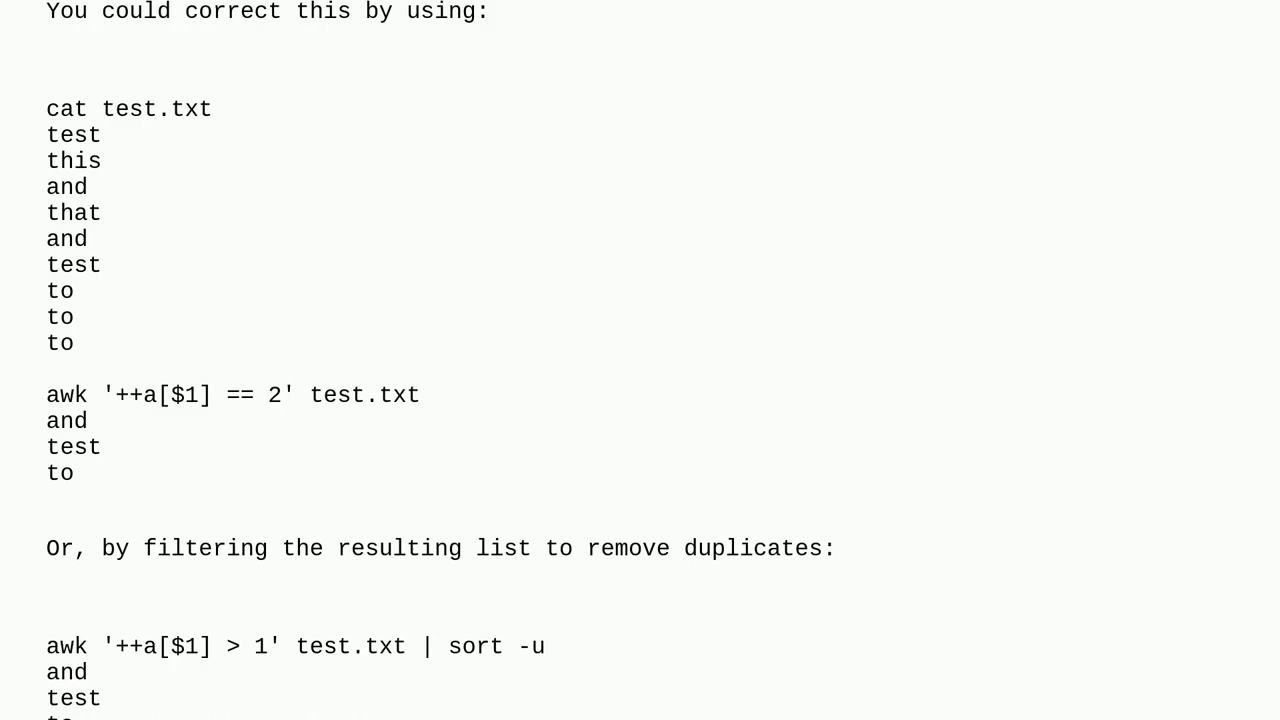 You could correct this by using:
cat test.txt
test
this
and
that
and
test
to
to
to
awk '++a[$1] == 2' test.txt
and
test
to
Or, by filtering the resulting list to remove duplicates:
awk '++a[$1] > 1' test.txt | sort -u
and
test
to